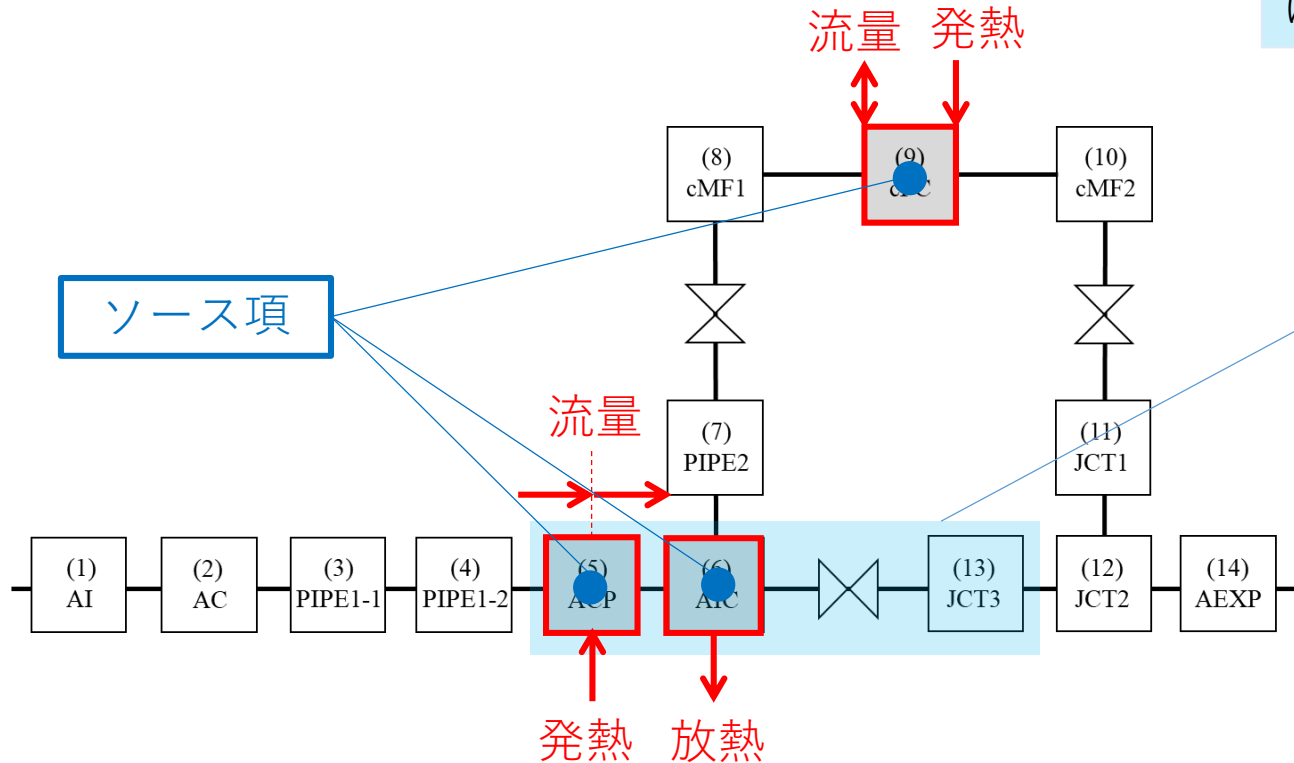 流量 発熱
(8)
cMF1
(9)
(10)
cMF2
ソース項
流量
(7)
PIPE2
(11)
JCT1
(1)
AI
(2)
AC
(3)
PIPE1-1
(4)
PIPE1-2
(5)
ACP
(6)
AIC
(13)
JCT3
(12)
JCT2
(14)
AEXP
発熱 放熱